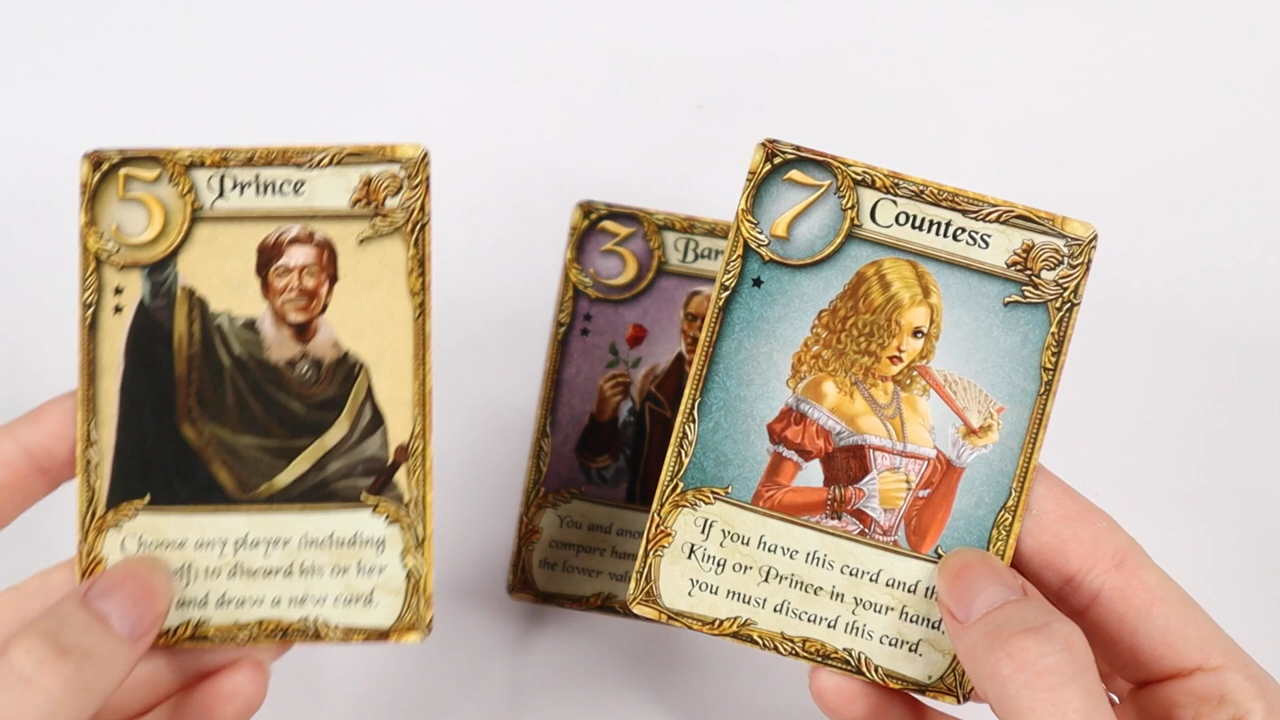 5 Prince
Choose any player (including
to discard his or her
and draw a new card.
3 Bar
You and ano
compare han
the lower val
7 Countess
If you have this card and th
King or Prince in your hand,
you must discard this card.